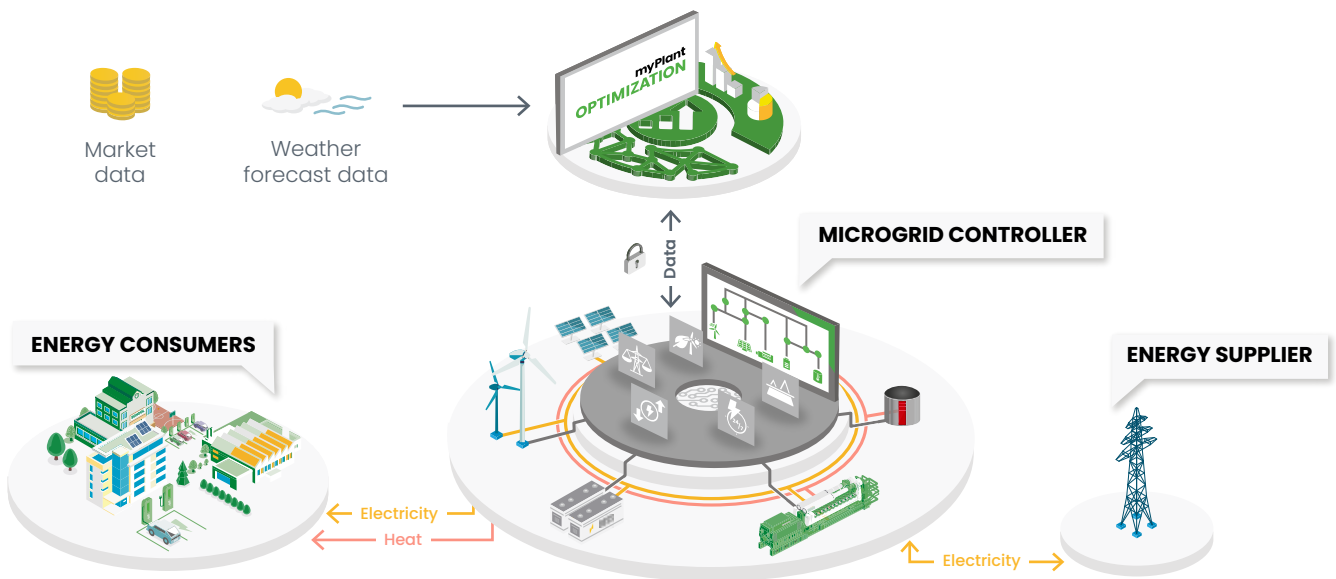 myPlant
OPTIMIZATION
Market
data
Weather
forecast data
Data
MICROGRID CONTROLLER
ENERGY CONSUMERS
ENERGY SUPPLIER
Electricity
Heat
Electricity